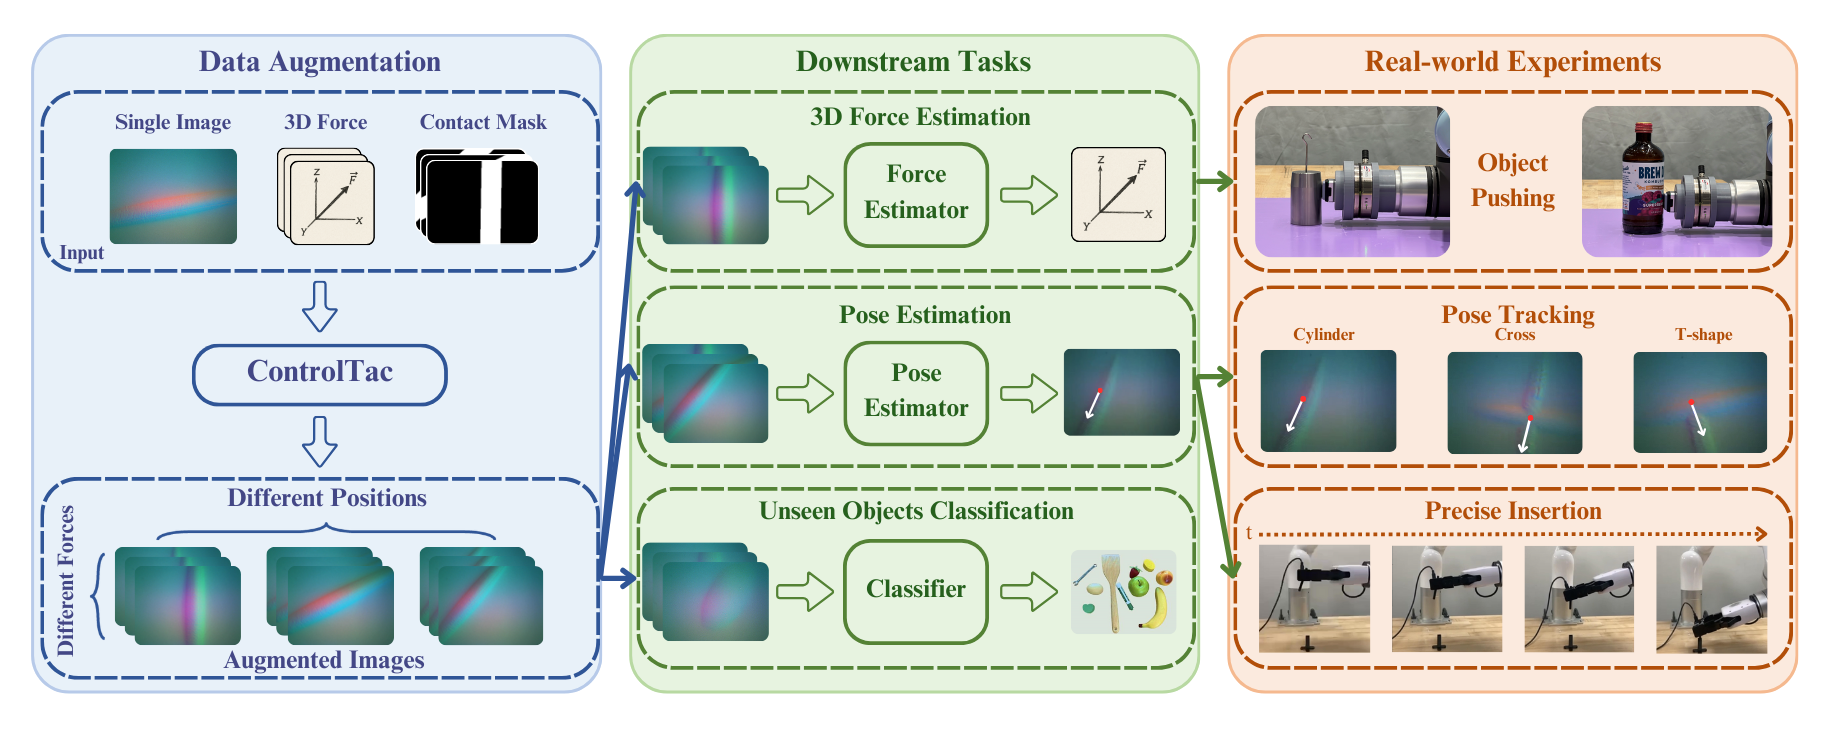 Data Augmentation
Single Image
3D Force
Contact Mask
Z
F
X
Y
Input
ControlTac
Different Positions
Different Forces
Augmented Images
Downstream Tasks
3D Force Estimation
Force
Estimator
Z
F
X
Y
Pose Estimation
Pose
Estimator
Unseen Objects Classification
Classifier
Real-world Experiments
Object
Pushing
BREW
Pose Tracking
Cylinder
Cross
T-shape
Precise Insertion
t